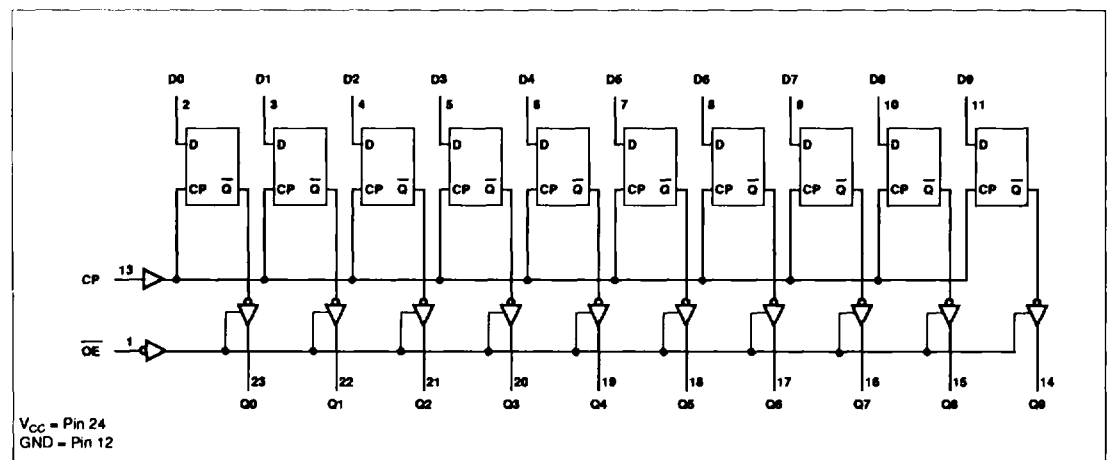 D0 D1 D2 D3 D4 D5 D6 D7 D8 D9
2 3 4 5 6 7 8 9 10 11
D D D D D D D D D D
CP Q̅ CP Q̅ CP Q̅ CP Q̅ CP Q̅ CP Q̅ CP Q̅ CP Q̅ CP Q̅ CP Q̅
CP 13
O̅E̅ 1
23 22 21 20 19 18 17 16 15 14
Q0 Q1 Q2 Q3 Q4 Q5 Q6 Q7 Q8 Q9
VCC = Pin 24
GND = Pin 12